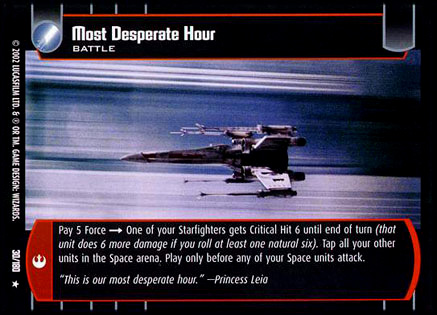 Most Desperate Hour
BATTLE
Pay 5 Force → One of your Starfighters gets Critical Hit 6 until end of turn (that
unit does 6 more damage if you roll at least one natural six). Tap all your other
units in the Space arena. Play only before any of your Space units attack.
“This is our most desperate hour.” –Princess Leia
© 2002 LUCASFILM LTD. & ® OR TM. GAME DESIGN: WIZARDS.
30/180 ★